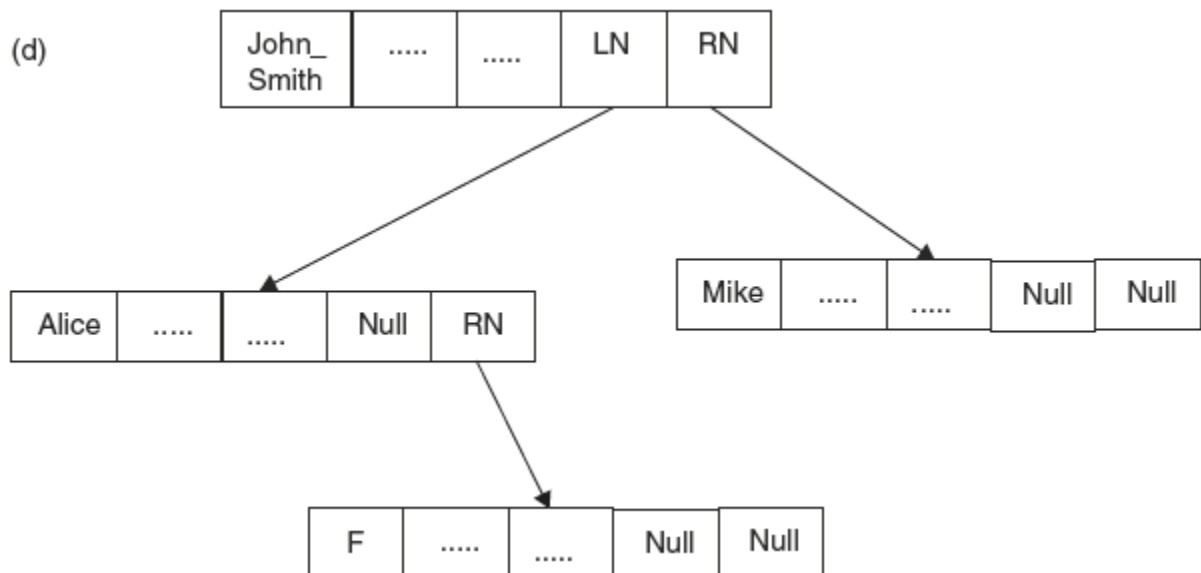 (d)
John_
Smith
.....
.....
LN
RN
Alice
.....
.....
Null
RN
Mike
.....
.....
Null
Null
F
.....
.....
Null
Null